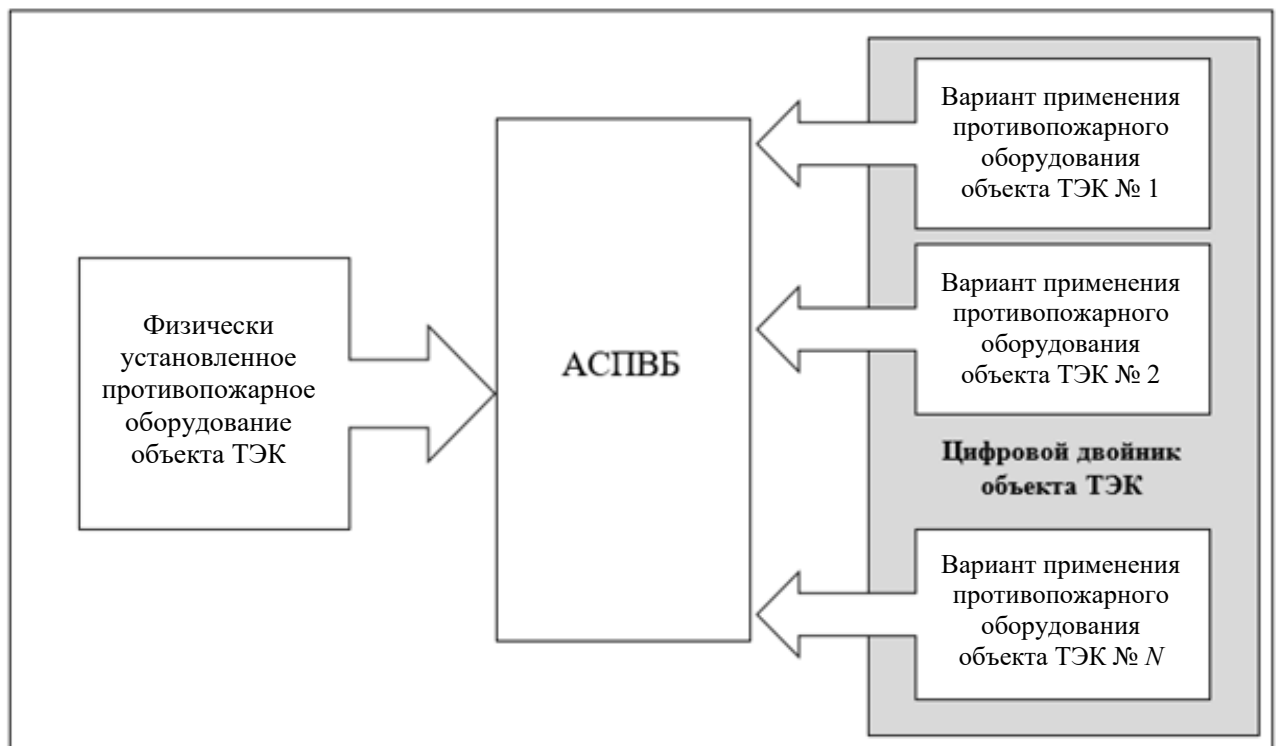 Физически
установленное
противопожарное
оборудование
объекта ТЭК
АСПВБ
Вариант применения
противопожарного
оборудования
объекта ТЭК № 1
Вариант применения
противопожарного
оборудования
объекта ТЭК № 2
Цифровой двойник
объекта ТЭК
Вариант применения
противопожарного
оборудования
объекта ТЭК № N